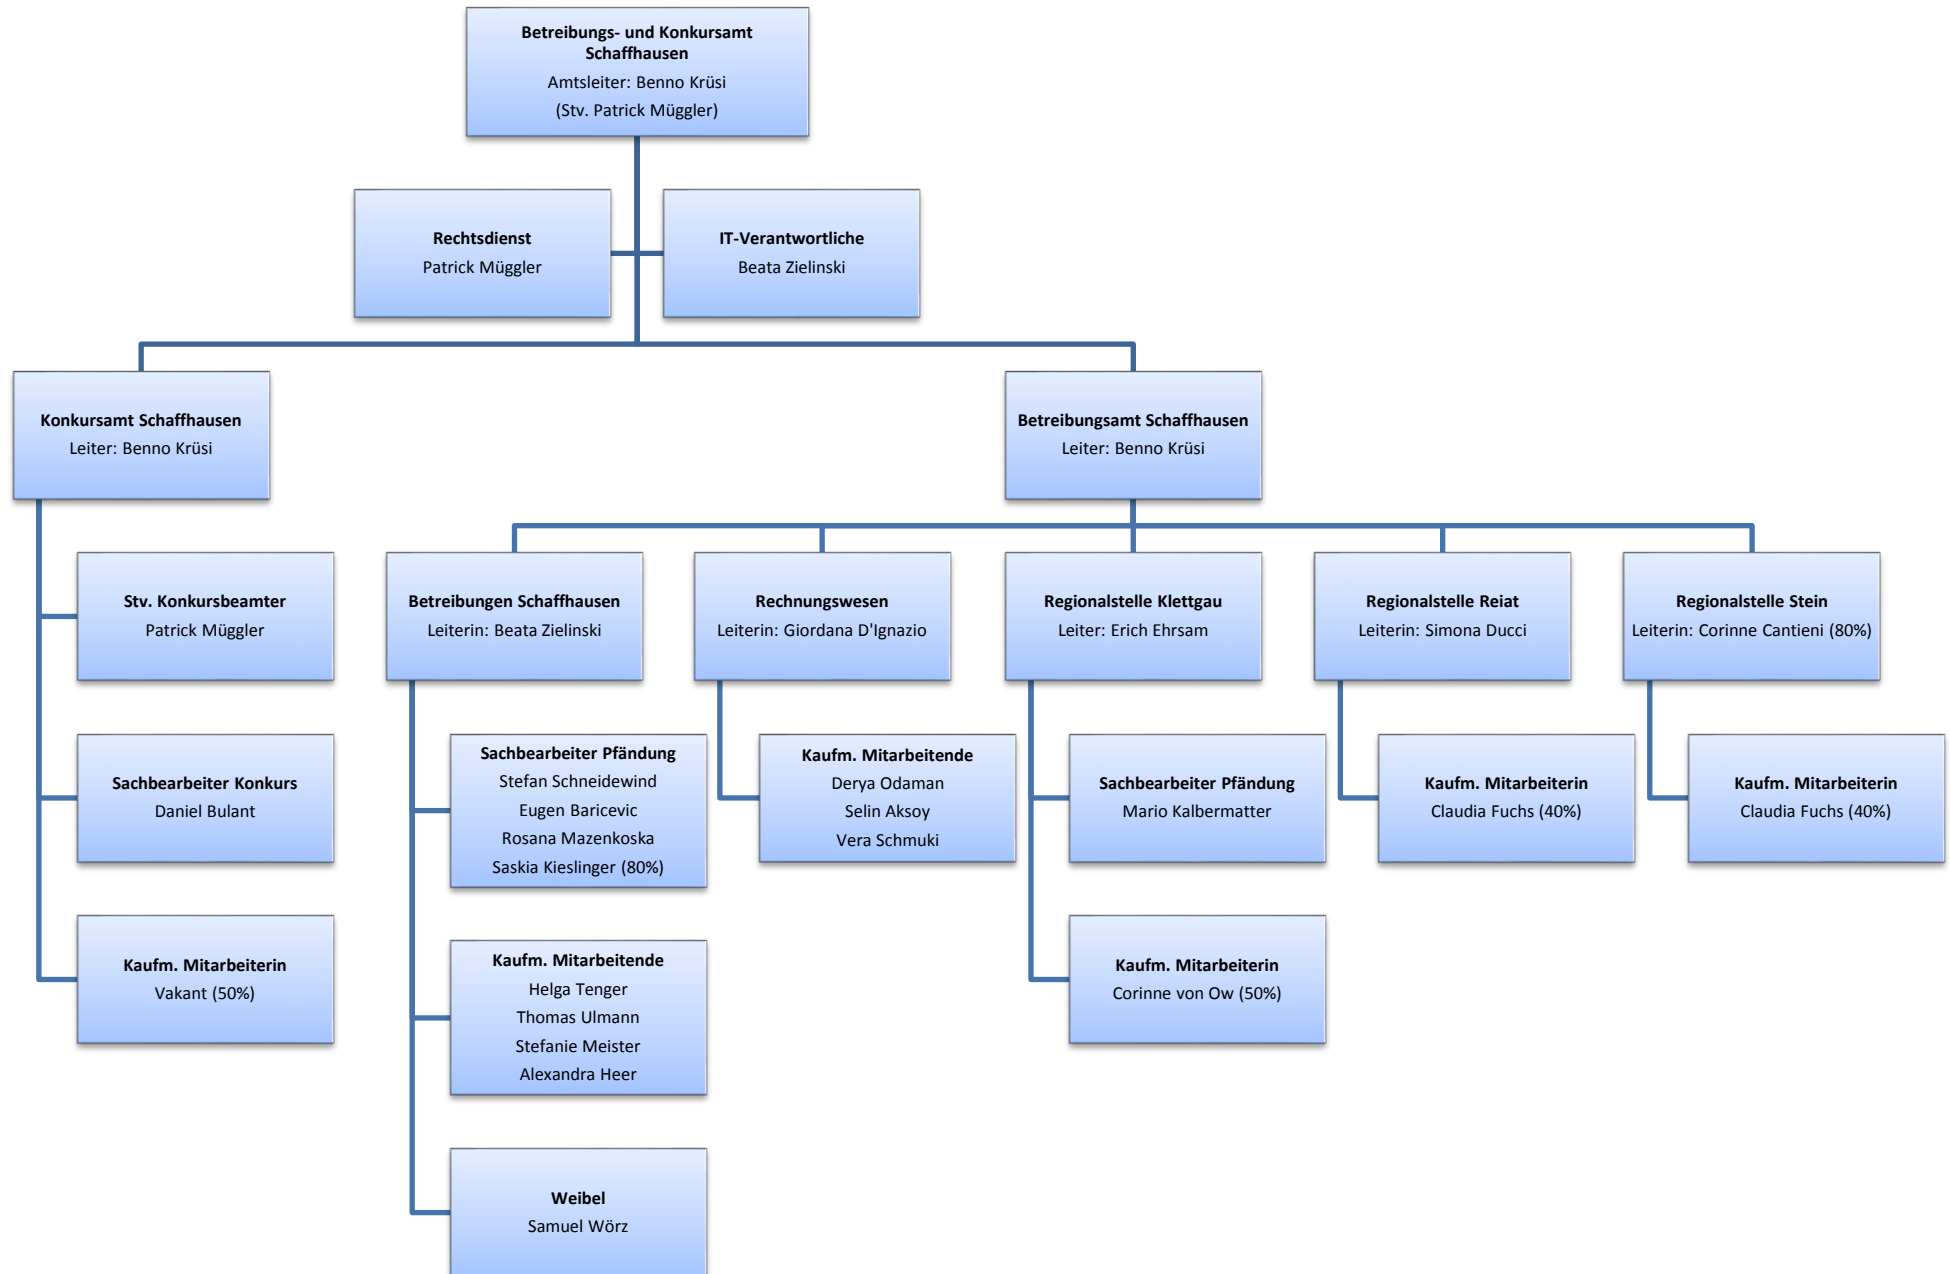 Betreibungs- und Konkursamt
Schaffhausen
Amtsleiter: Benno Krüsi
(Stv. Patrick Müggler)
Rechtsdienst
Patrick Müggler
IT-Verantwortliche
Beata Zielinski
Konkursamt Schaffhausen
Leiter: Benno Krüsi
Betreibungsamt Schaffhausen
Leiter: Benno Krüsi
Stv. Konkursbeamter
Patrick Müggler
Sachbearbeiter Konkurs
Daniel Bulant
Kaufm. Mitarbeiterin
Vakant (50%)
Betreibungen Schaffhausen
Leiterin: Beata Zielinski
Sachbearbeiter Pfändung
Stefan Schneidewind
Eugen Baricevic
Rosana Mazenkoska
Saskia Kieslinger (80%)
Kaufm. Mitarbeitende
Helga Tenger
Thomas Ulmann
Stefanie Meister
Alexandra Heer
Weibel
Samuel Wörz
Rechnungswesen
Leiterin: Giordana D'Ignazio
Kaufm. Mitarbeitende
Derya Odaman
Selin Aksoy
Vera Schmuki
Regionalstelle Klettgau
Leiter: Erich Ehrsam
Sachbearbeiter Pfändung
Mario Kalbermatter
Kaufm. Mitarbeiterin
Corinne von Ow (50%)
Regionalstelle Reiat
Leiterin: Simona Ducci
Kaufm. Mitarbeiterin
Claudia Fuchs (40%)
Regionalstelle Stein
Leiterin: Corinne Cantieni (80%)
Kaufm. Mitarbeiterin
Claudia Fuchs (40%)